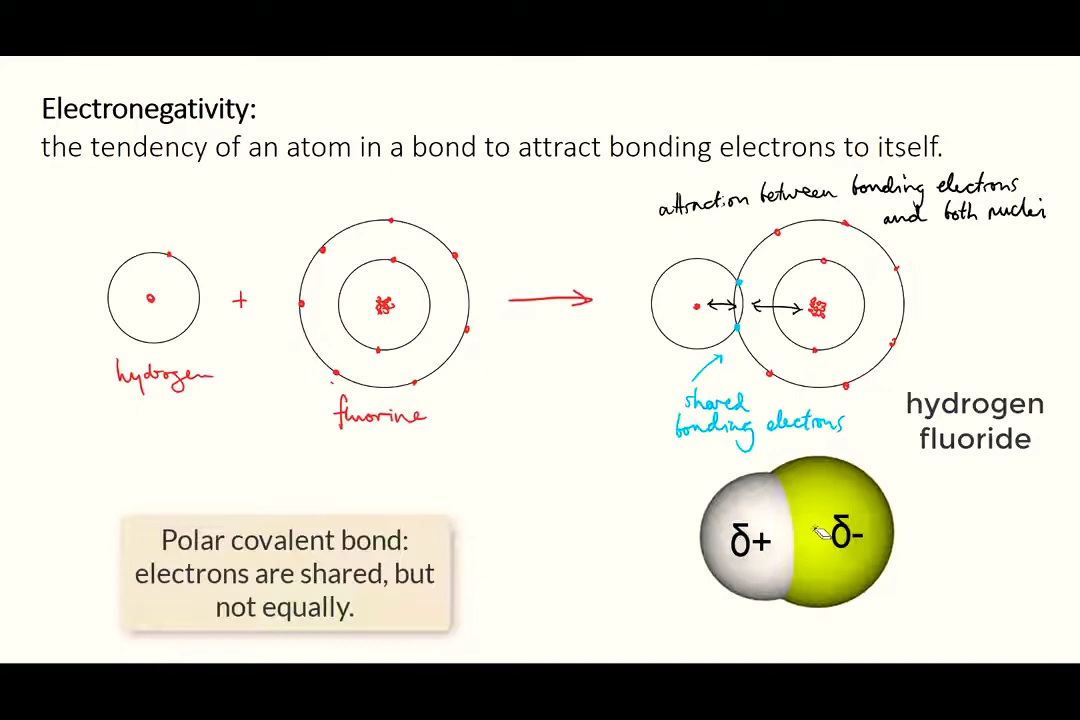 Electronegativity:
the tendency of an atom in a bond to attract bonding electrons to itself.
attraction between bonding electrons
and both nuclei
+
hydrogen
fluorine
shared
bonding electrons
hydrogen
fluoride
δ+
δ-
Polar covalent bond:
electrons are shared, but
not equally.